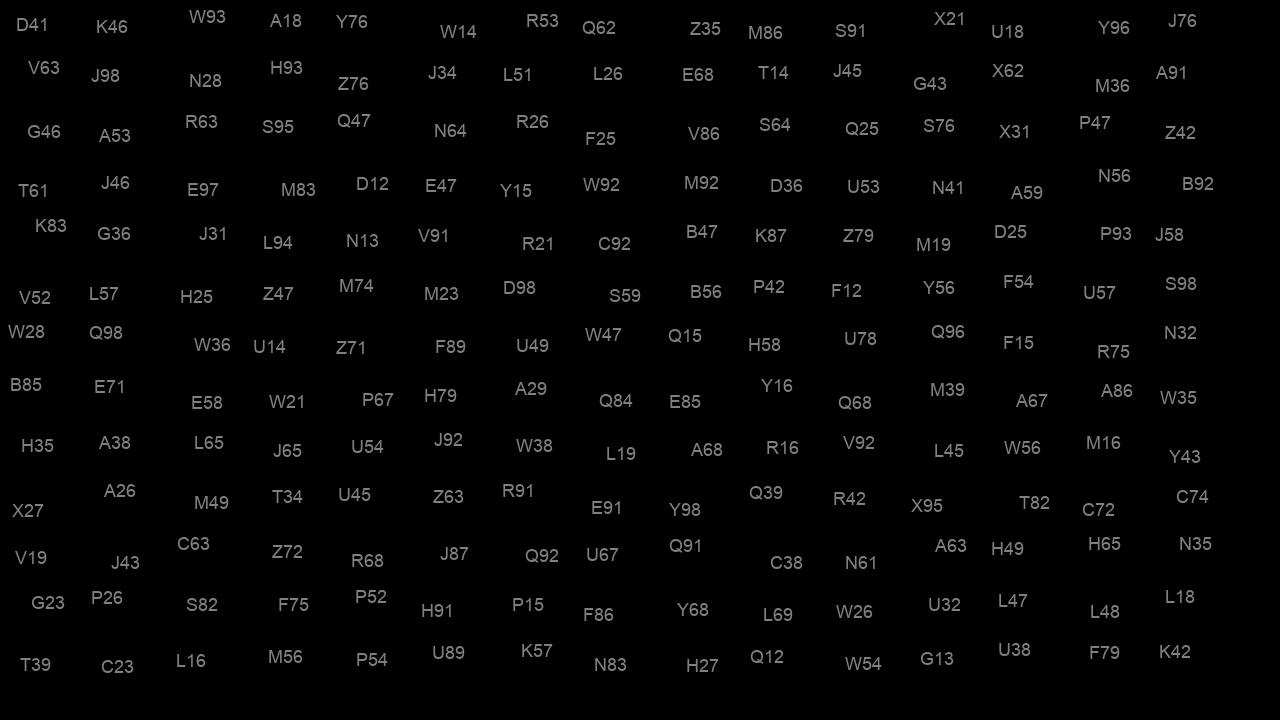 D41 K46 W93 A18 Y76 W14 R53 Q62 Z35 M86 S91 X21 U18 Y96 J76
V63 J98 N28 H93 Z76 J34 L51 L26 E68 T14 J45 G43 X62 M36 A91
G46 A53 R63 S95 Q47 N64 R26 F25 V86 S64 Q25 S76 X31 P47 Z42
T61 J46 E97 M83 D12 E47 Y15 W92 M92 D36 U53 N41 A59 N56 B92
K83 G36 J31 L94 N13 V91 R21 C92 B47 K87 Z79 M19 D25 P93 J58
V52 L57 H25 Z47 M74 M23 D98 S59 B56 P42 F12 Y56 F54 U57 S98
W28 Q98 W36 U14 Z71 F89 U49 W47 Q15 H58 U78 Q96 F15 R75 N32
B85 E71 E58 W21 P67 H79 A29 Q84 E85 Y16 Q68 M39 A67 A86 W35
H35 A38 L65 J65 U54 J92 W38 L19 A68 R16 V92 L45 W56 M16 Y43
X27 A26 M49 T34 U45 Z63 R91 E91 Y98 Q39 R42 X95 T82 C72 C74
V19 J43 C63 Z72 R68 J87 Q92 U67 Q91 C38 N61 A63 H49 H65 N35
G23 P26 S82 F75 P52 H91 P15 F86 Y68 L69 W26 U32 L47 L48 L18
T39 C23 L16 M56 P54 U89 K57 N83 H27 Q12 W54 G13 U38 F79 K42